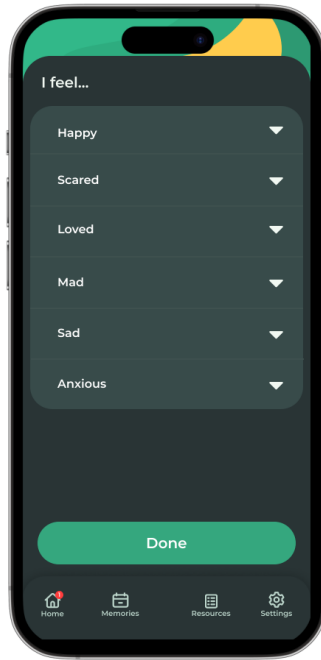 I feel...
Happy
Scared
Loved
Mad
Sad
Anxious
Done
1
Home Memories Resources Settings